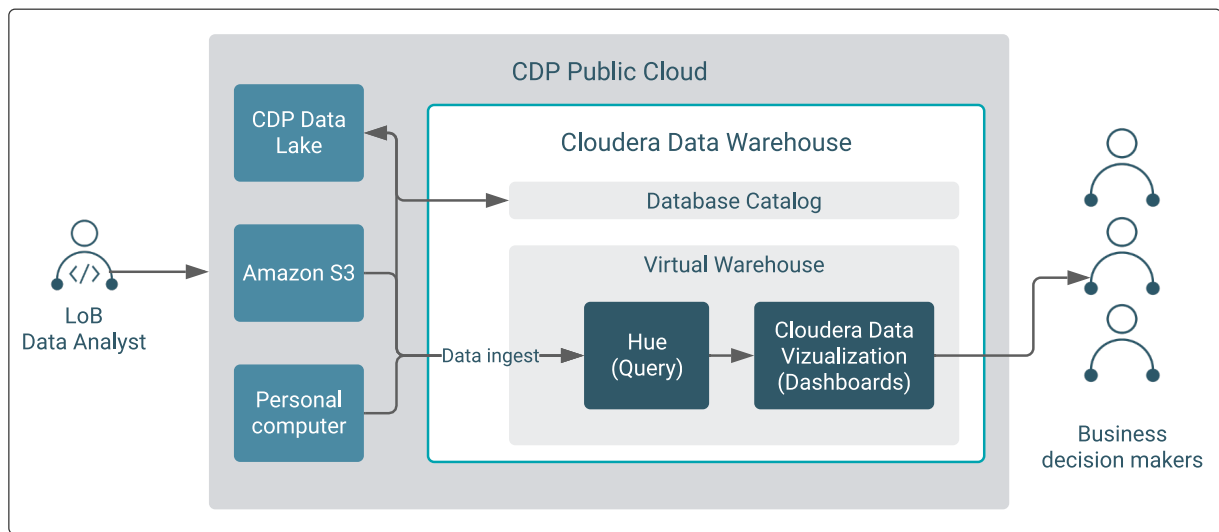 CDP Public Cloud
CDP Data
Lake
Cloudera Data Warehouse
Database Catalog
Amazon S3
Virtual Warehouse
LoB
Data Analyst
Hue
(Query)
Cloudera Data
Vizualization
(Dashboards)
Data ingest
Personal
computer
Business
decision makers